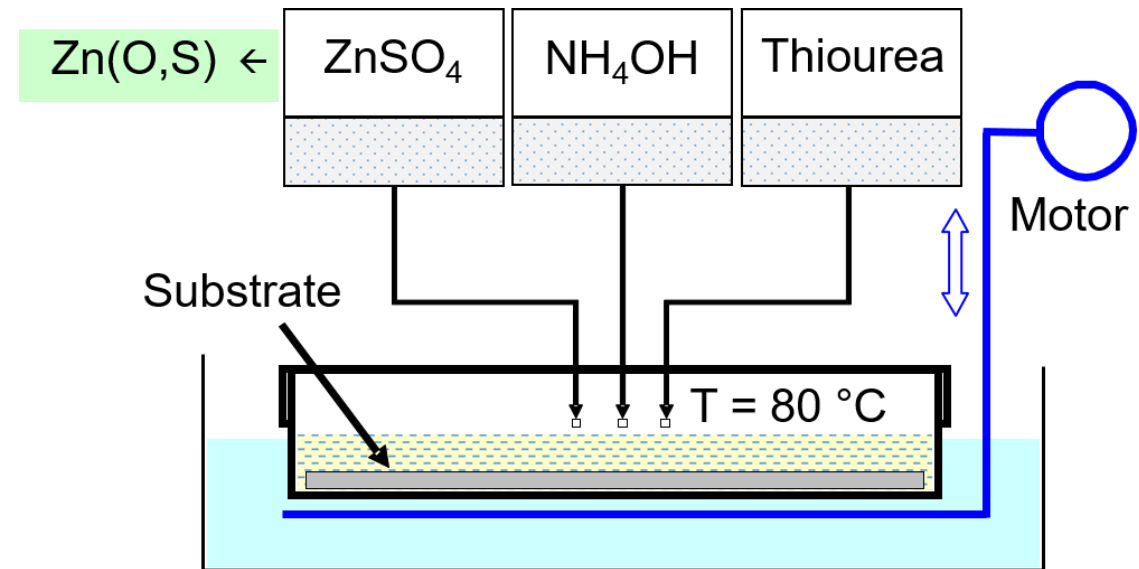 Zn(O,S) ←
ZnSO₄
NH₄OH
Thiourea
Motor
Substrate
T = 80 °C